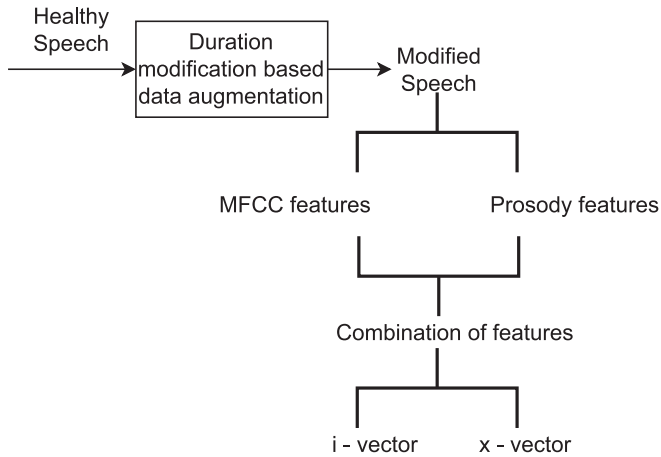 Healthy
Speech
Duration
modification based
data augmentation
Modified
Speech
MFCC features
Prosody features
Combination of features
i - vector
x - vector